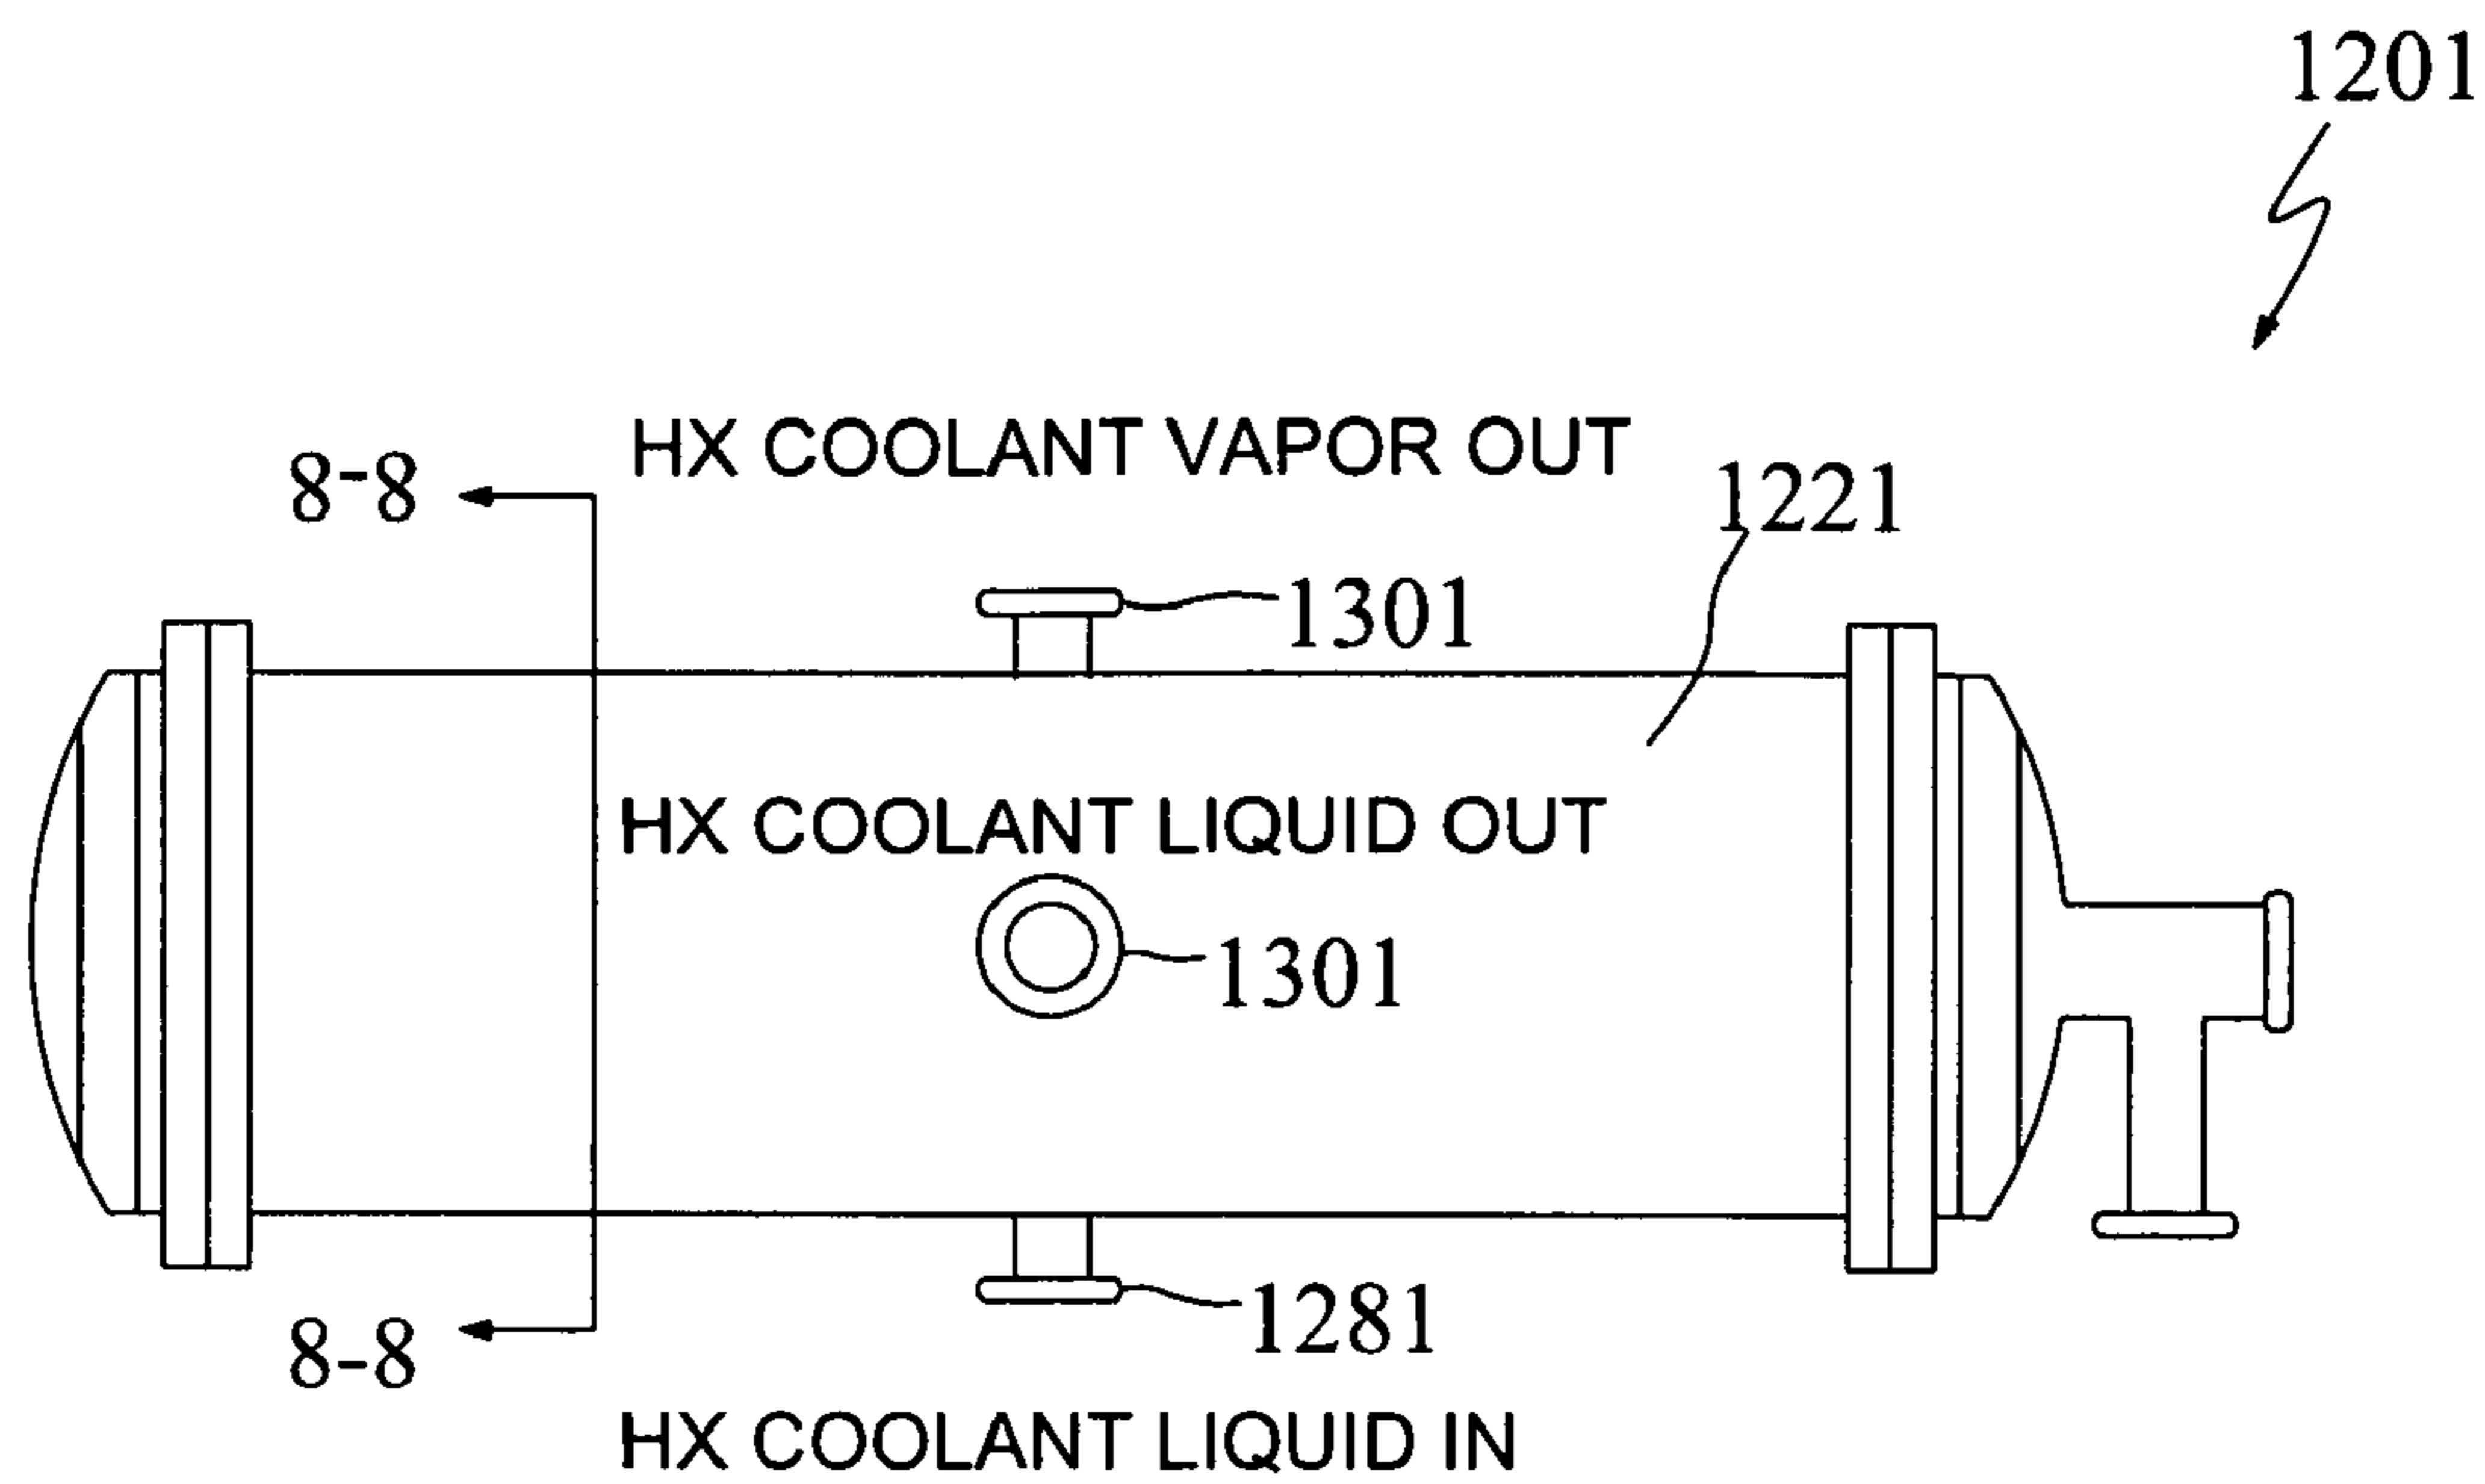 1201
HX COOLANT VAPOR OUT
8-8
1221
1301
HX COOLANT LIQUID OUT
1301
1281
8-8
HX COOLANT LIQUID IN